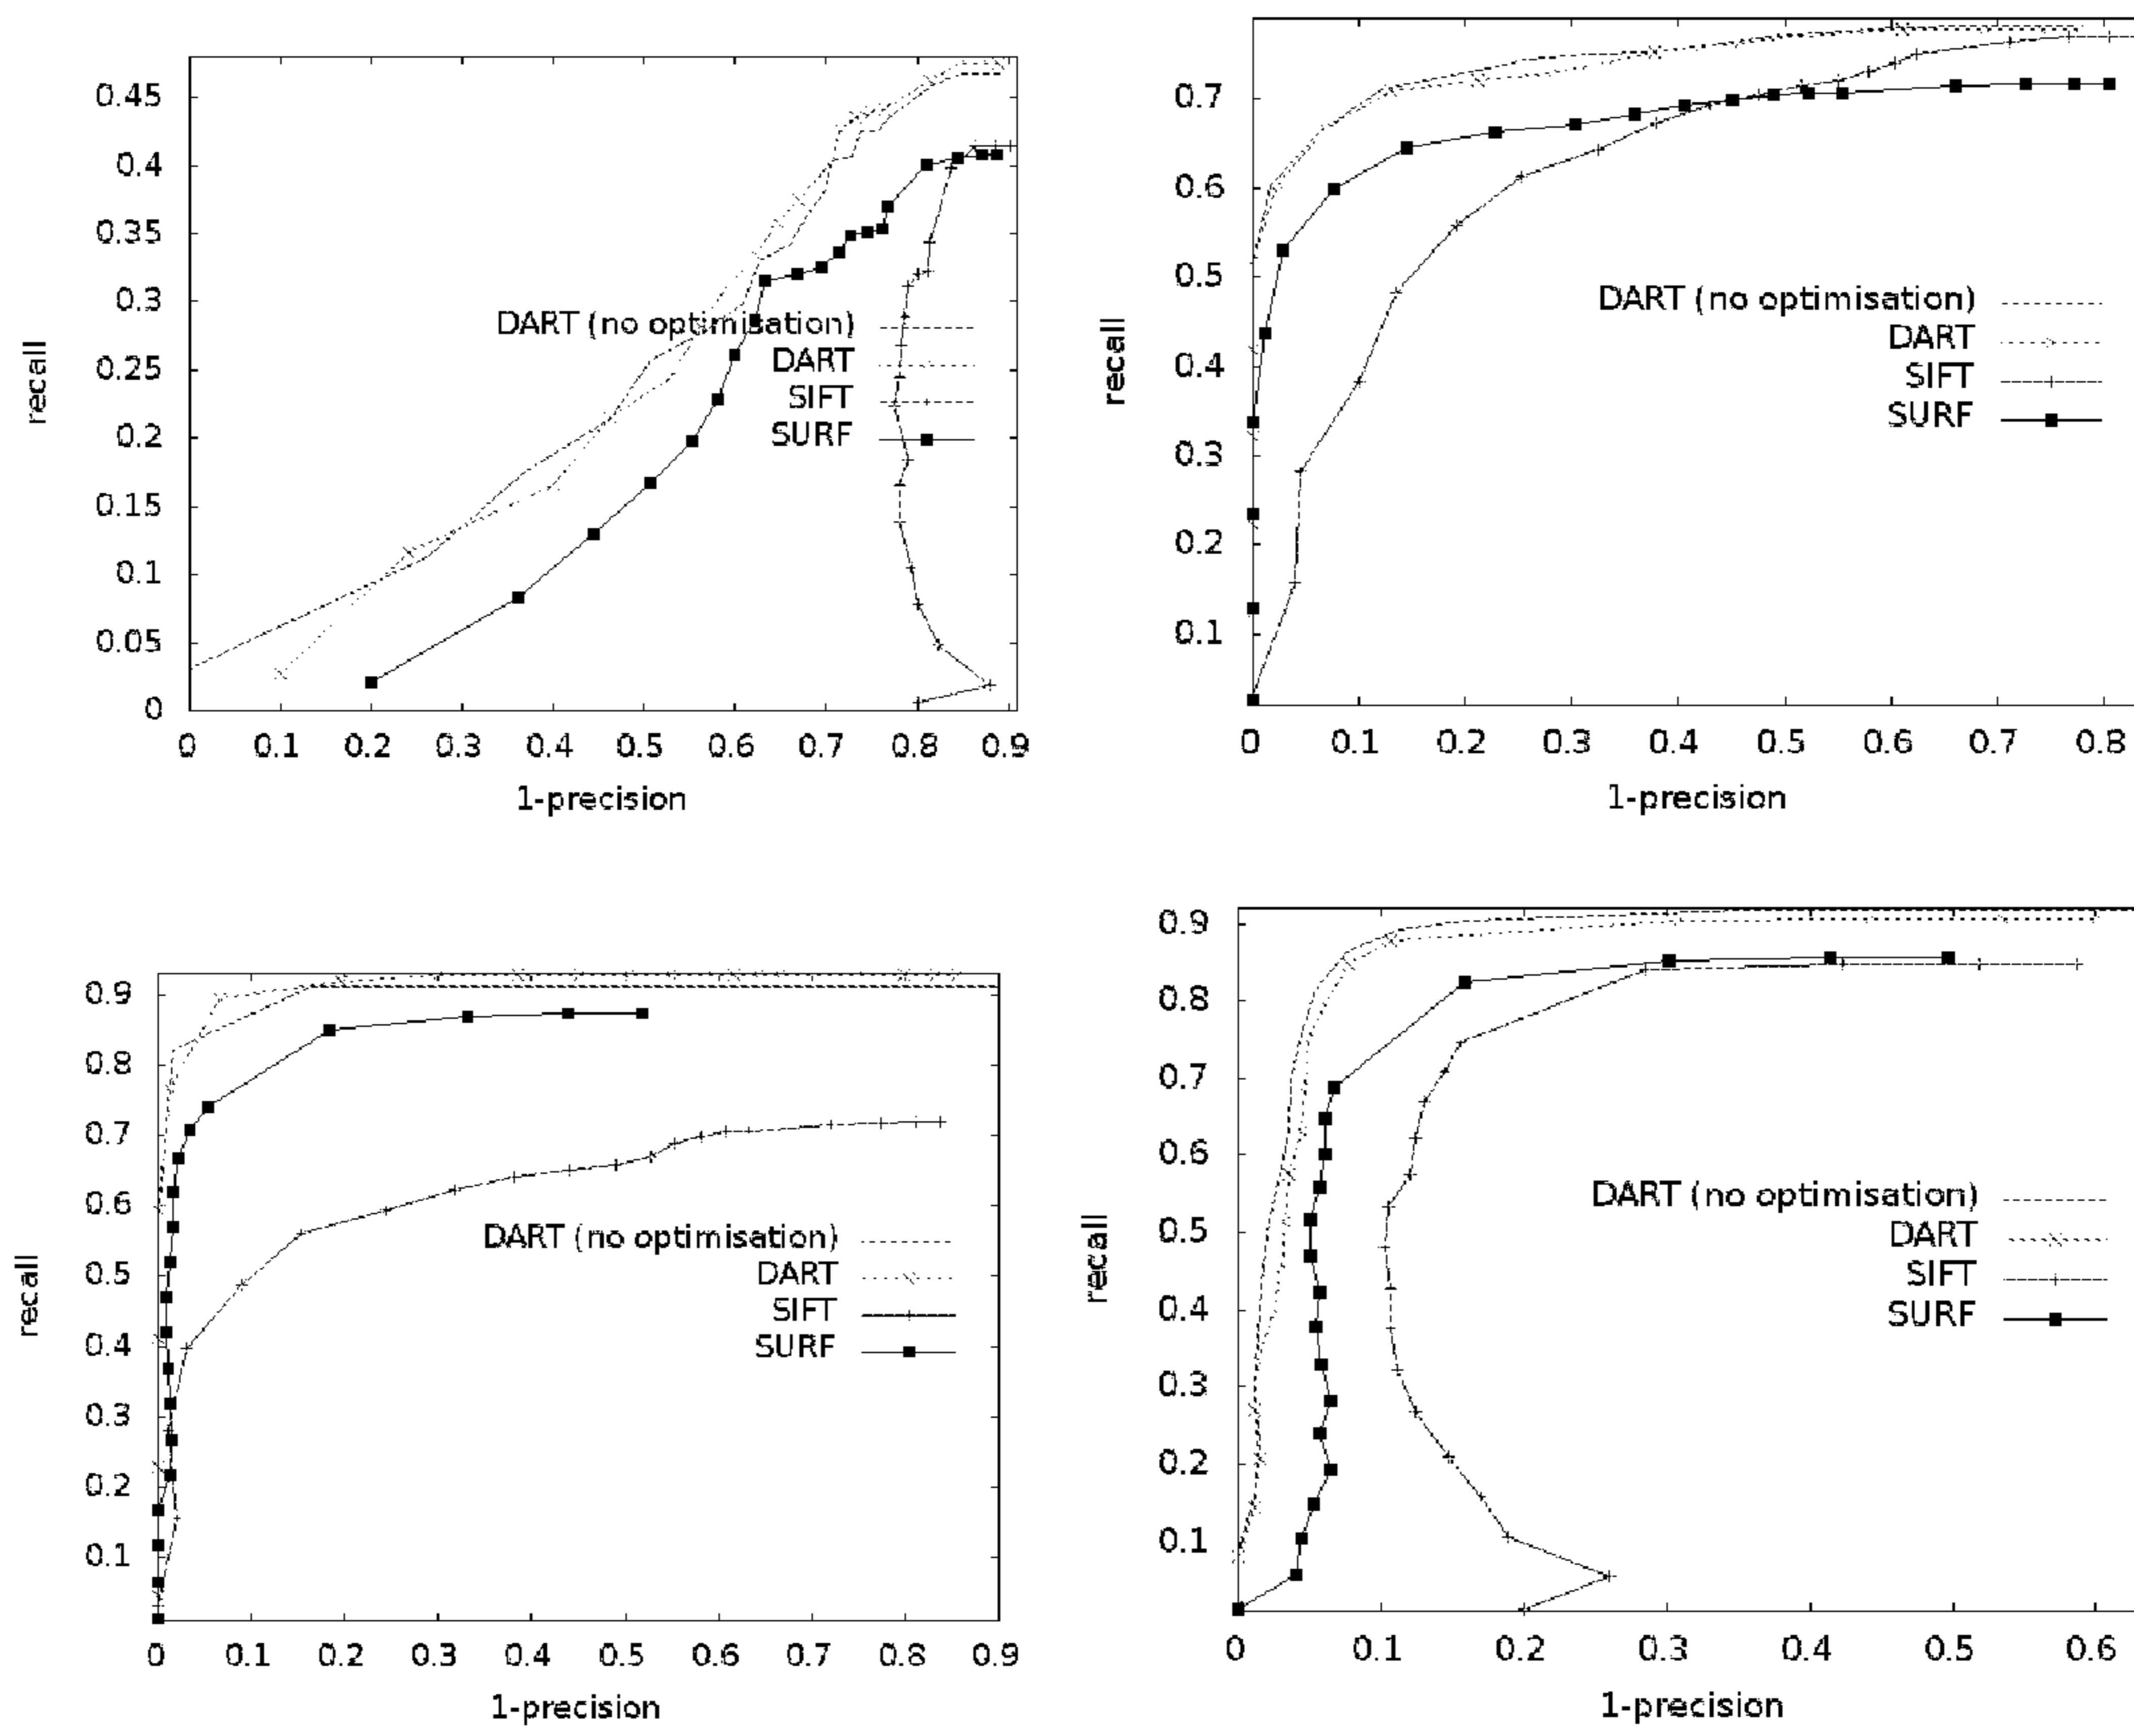 0.45
0.4
0.35
0.3
0.25
0.2
0.15
0.1
0.05
0
recall
DART (no optimisation)
DART
SIFT
SURF
0 0.1 0.2 0.3 0.4 0.5 0.6 0.7 0.8 0.9
1-precision
0.7
0.6
0.5
0.4
0.3
0.2
0.1
recall
DART (no optimisation)
DART
SIFT
SURF
0 0.1 0.2 0.3 0.4 0.5 0.6 0.7 0.8
1-precision
0.9
0.8
0.7
0.6
0.5
0.4
0.3
0.2
0.1
recall
DART (no optimisation)
DART
SIFT
SURF
0 0.1 0.2 0.3 0.4 0.5 0.6 0.7 0.8 0.9
1-precision
0.9
0.8
0.7
0.6
0.5
0.4
0.3
0.2
0.1
recall
DART (no optimisation)
DART
SIFT
SURF
0 0.1 0.2 0.3 0.4 0.5 0.6
1-precision